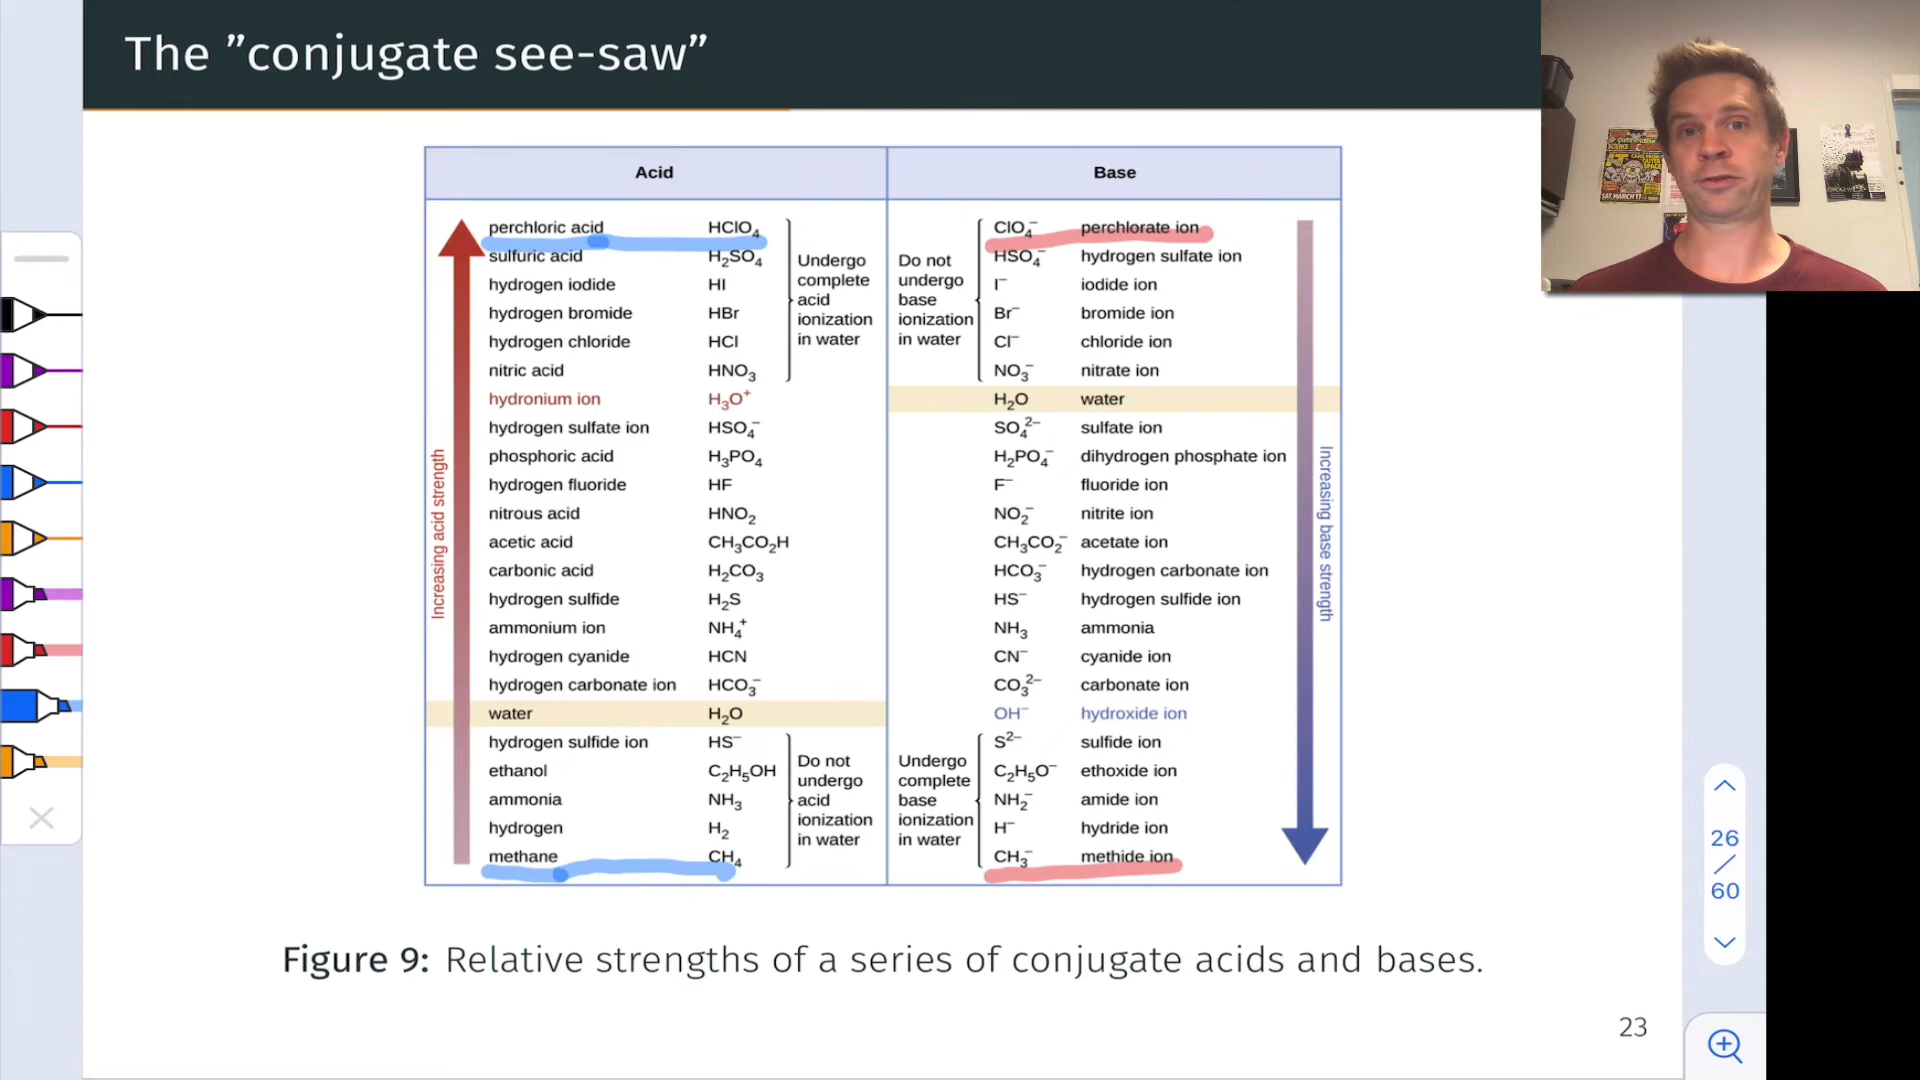 The ”conjugate see-saw”
Acid
Base
perchloric acid HClO₄
sulfuric acid H₂SO₄
hydrogen iodide HI
hydrogen bromide HBr
hydrogen chloride HCl
nitric acid HNO₃
hydronium ion H₃O⁺
hydrogen sulfate ion HSO₄⁻
phosphoric acid H₃PO₄
hydrogen fluoride HF
nitrous acid HNO₂
acetic acid CH₃CO₂H
carbonic acid H₂CO₃
hydrogen sulfide H₂S
ammonium ion NH₄⁺
hydrogen cyanide HCN
hydrogen carbonate ion HCO₃⁻
water H₂O
hydrogen sulfide ion HS⁻
ethanol C₂H₅OH
ammonia NH₃
hydrogen H₂
methane CH₄
Increasing acid strength
Undergo
complete
acid
ionization
in water
Do not
undergo
acid
ionization
in water
Do not
undergo
base
ionization
in water
Undergo
complete
base
ionization
in water
ClO₄⁻ perchlorate ion
HSO₄⁻ hydrogen sulfate ion
I⁻ iodide ion
Br⁻ bromide ion
Cl⁻ chloride ion
NO₃⁻ nitrate ion
H₂O water
SO₄²⁻ sulfate ion
H₂PO₄⁻ dihydrogen phosphate ion
F⁻ fluoride ion
NO₂⁻ nitrite ion
CH₃CO₂⁻ acetate ion
HCO₃⁻ hydrogen carbonate ion
HS⁻ hydrogen sulfide ion
NH₃ ammonia
CN⁻ cyanide ion
CO₃²⁻ carbonate ion
OH⁻ hydroxide ion
S²⁻ sulfide ion
C₂H₅O⁻ ethoxide ion
NH₂⁻ amide ion
H⁻ hydride ion
CH₃⁻ methide ion
Increasing base strength
Figure 9: Relative strengths of a series of conjugate acids and bases.
23
26
60